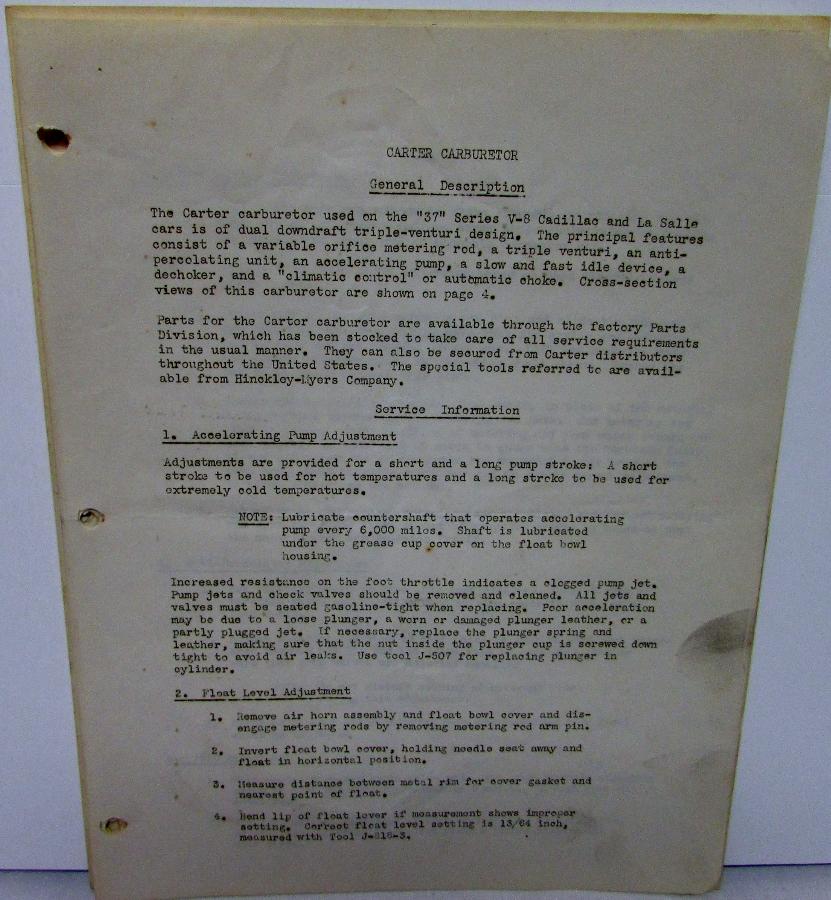 CARTER CARBURETOR
General Description
The Carter carburetor used on the "37" Series V-8 Cadillac and La Salle
cars is of dual downdraft triple-venturi design. The principal features
consist of a variable orifice metering rod, a triple venturi, an anti-
percolating unit, an accelerating pump, a slow and fast idle device, a
dechoker, and a "climatic control" or automatic choke. Cross-section
views of this carburetor are shown on page 4.
Parts for the Carter carburetor are available through the factory Parts
Division, which has been stocked to take care of all service requirements
in the usual manner. They can also be secured from Carter distributors
throughout the United States. The special tools referred to are avail-
able from Hinckley-Myers Company.
Service Information
1. Accelerating Pump Adjustment
Adjustments are provided for a short and a long pump stroke: A short
stroke to be used for hot temperatures and a long stroke to be used for
extremely cold temperatures.
NOTE: Lubricate countershaft that operates accelerating
pump every 6,000 miles. Shaft is lubricated
under the grease cup cover on the float bowl
housing.
Increased resistance on the foot throttle indicates a clogged pump jet.
Pump jets and check valves should be removed and cleaned. All jets and
valves must be seated gasoline-tight when replacing. Poor acceleration
may be due to a loose plunger, a worn or damaged plunger leather, or a
partly plugged jet. If necessary, replace the plunger spring and
leather, making sure that the nut inside the plunger cup is screwed down
tight to avoid air leaks. Use tool J-507 for replacing plunger in
cylinder.
2. Float Level Adjustment
1. Remove air horn assembly and float bowl cover and dis-
engage metering rods by removing metering rod arm pin.
2. Invert float bowl cover, holding needle seat away and
float in horizontal position.
3. Measure distance between metal rim for cover gasket and
nearest point of float.
4. Bend lip of float lever if measurement shows improper
setting. Correct float level setting is 13/64 inch,
measured with Tool